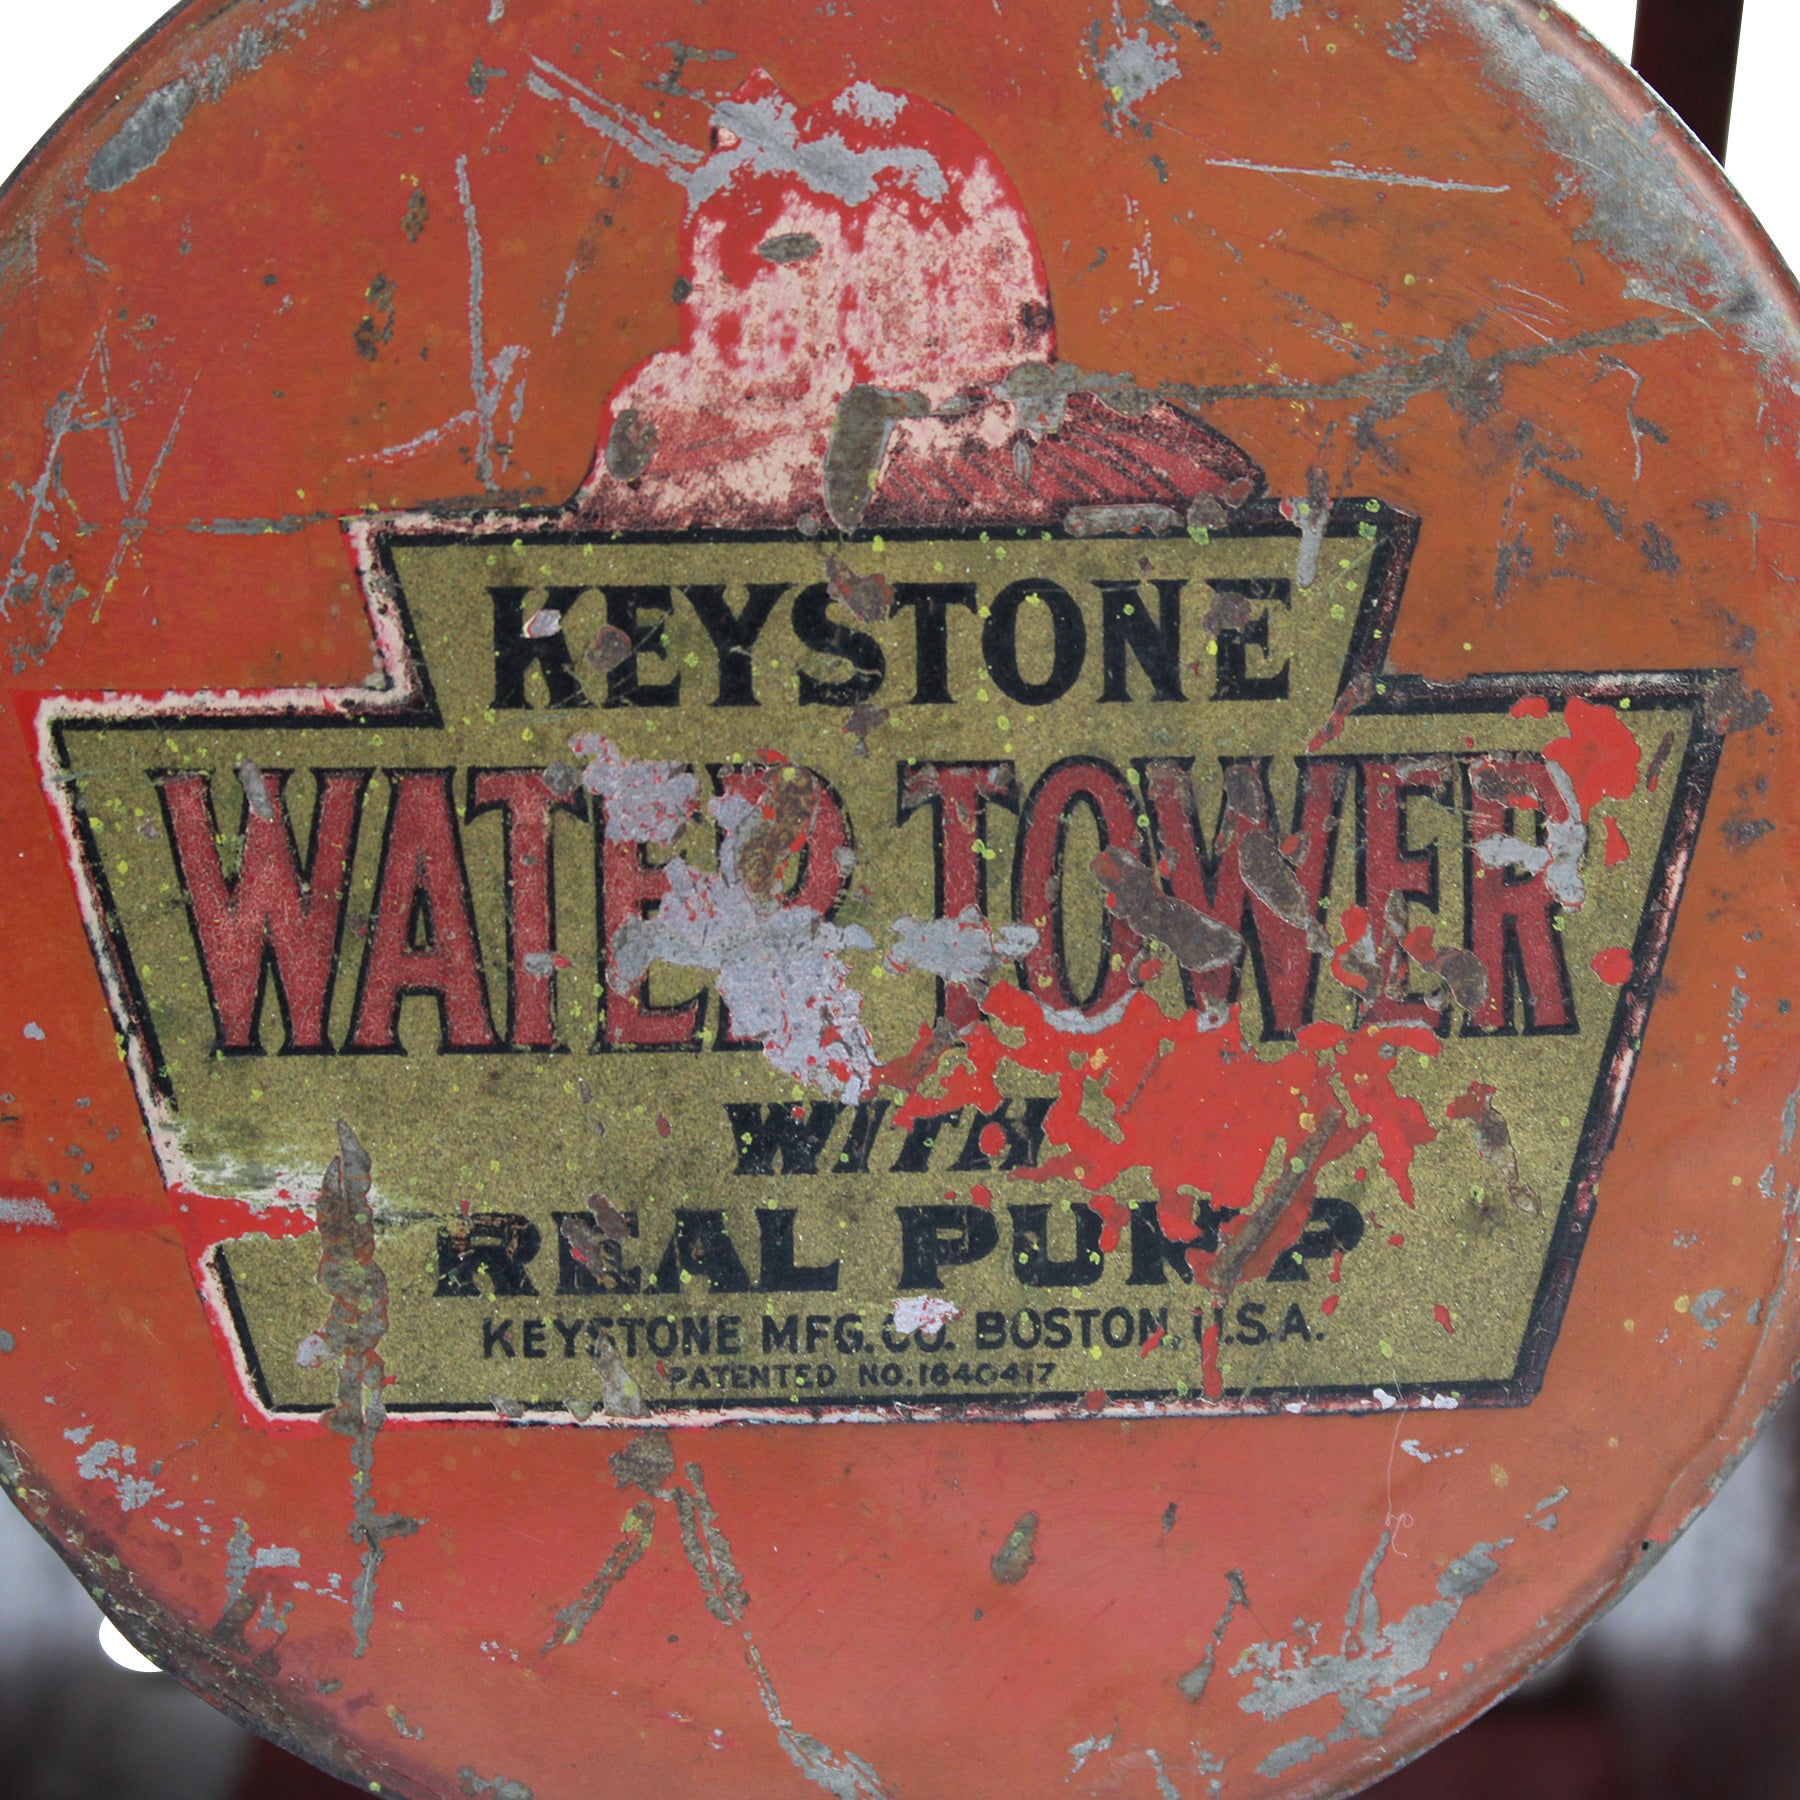 KEYSTONE
WATER TOWER
WITH
REAL PUMP
KEYSTONE MFG. CO. BOSTON, U.S.A.
PATENTED NO. 1640417